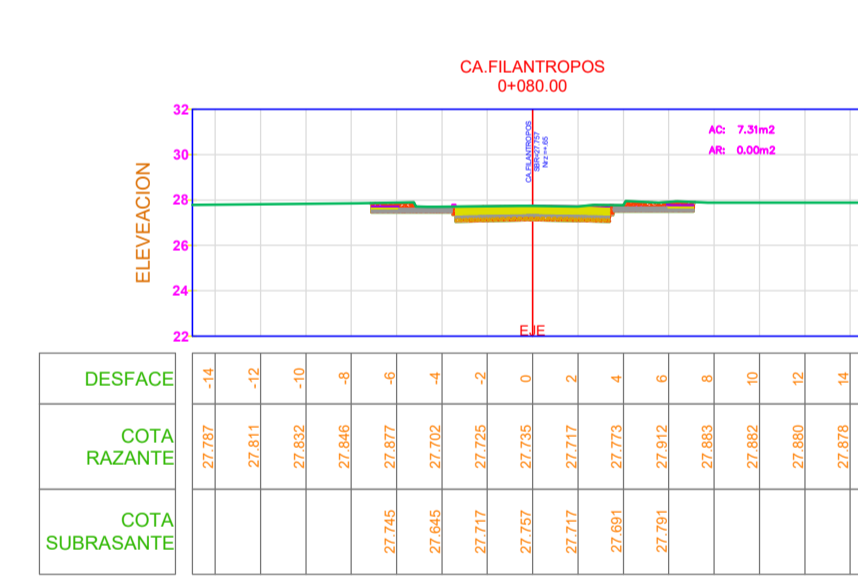 CA.FILANTROPOS
0+080.00
32
30
28
26
24
22
ELEVEACION
CA.FILANTROPOS
SBR=27.757
AC: 7.31m2
AR: 0.00m2
EJE
DESFACE -14 -12 -10 -8 -6 -4 -2 0 2 4 6 8 10 12 14
COTA
RAZANTE 27.787 27.811 27.832 27.846 27.877 27.702 27.725 27.735 27.717 27.773 27.912 27.883 27.882 27.880 27.878
COTA
SUBRASANTE 27.745 27.645 27.717 27.757 27.717 27.691 27.791